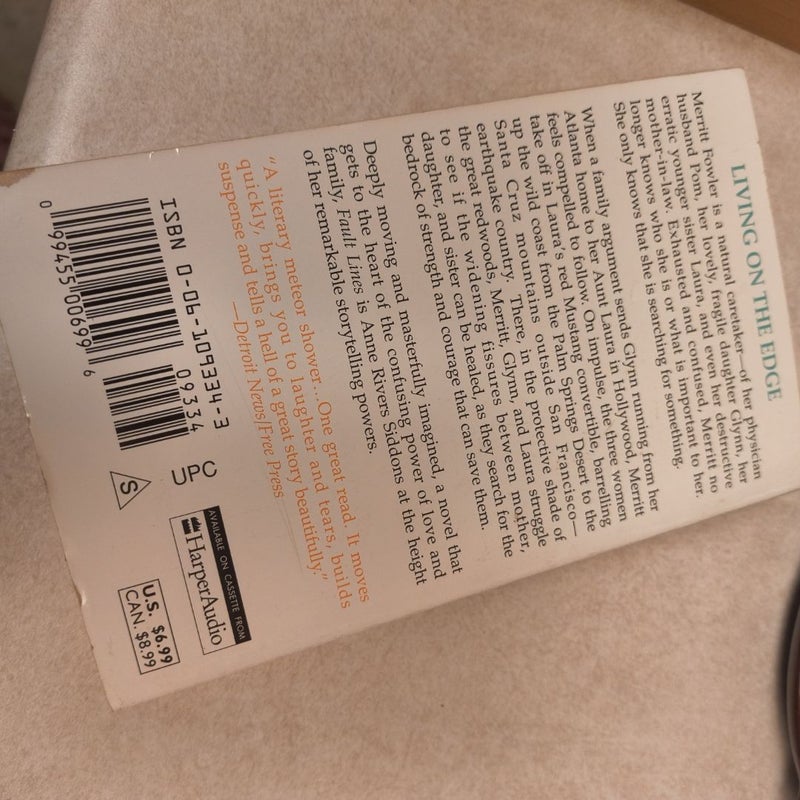 LIVING ON THE EDGE
Merritt Fowler is a natural caretaker—of her physician
husband Pom, her lovely, fragile daughter Glynn, her
erratic younger sister Laura, and even her destructive
mother-in-law. Exhausted and confused, Merritt no
longer knows who she is or what is important to her.
She only knows that she is searching for something.
When a family argument sends Glynn running from her
Atlanta home to her Aunt Laura in Hollywood, Merritt
feels compelled to follow. On impulse, the three women
take off in Laura's red Mustang convertible, barrelling
up the wild coast from the Palm Springs Desert to the
Santa Cruz mountains outside San Francisco—
earthquake country. There, in the protective shade of
the great redwoods, Merritt, Glynn, and Laura struggle
to see if the widening fissures between mother,
daughter, and sister can be healed, as they search for the
bedrock of strength and courage that can save them.
Deeply moving and masterfully imagined, a novel that
gets to the heart of the confusing power of love and
family, Fault Lines is Anne Rivers Siddons at the height
of her remarkable storytelling powers.
"A literary meteor shower...One great read. It moves
quickly, brings you to laughter and tears, builds
suspense and tells a hell of a great story beautifully."
—Detroit News/Free Press
ISBN 0-06-109334-3
09334
0 99455 00699 6
UPC
S
AVAILABLE ON CASSETTE FROM
HarperAudio
U.S. $6.99
CAN. $8.99